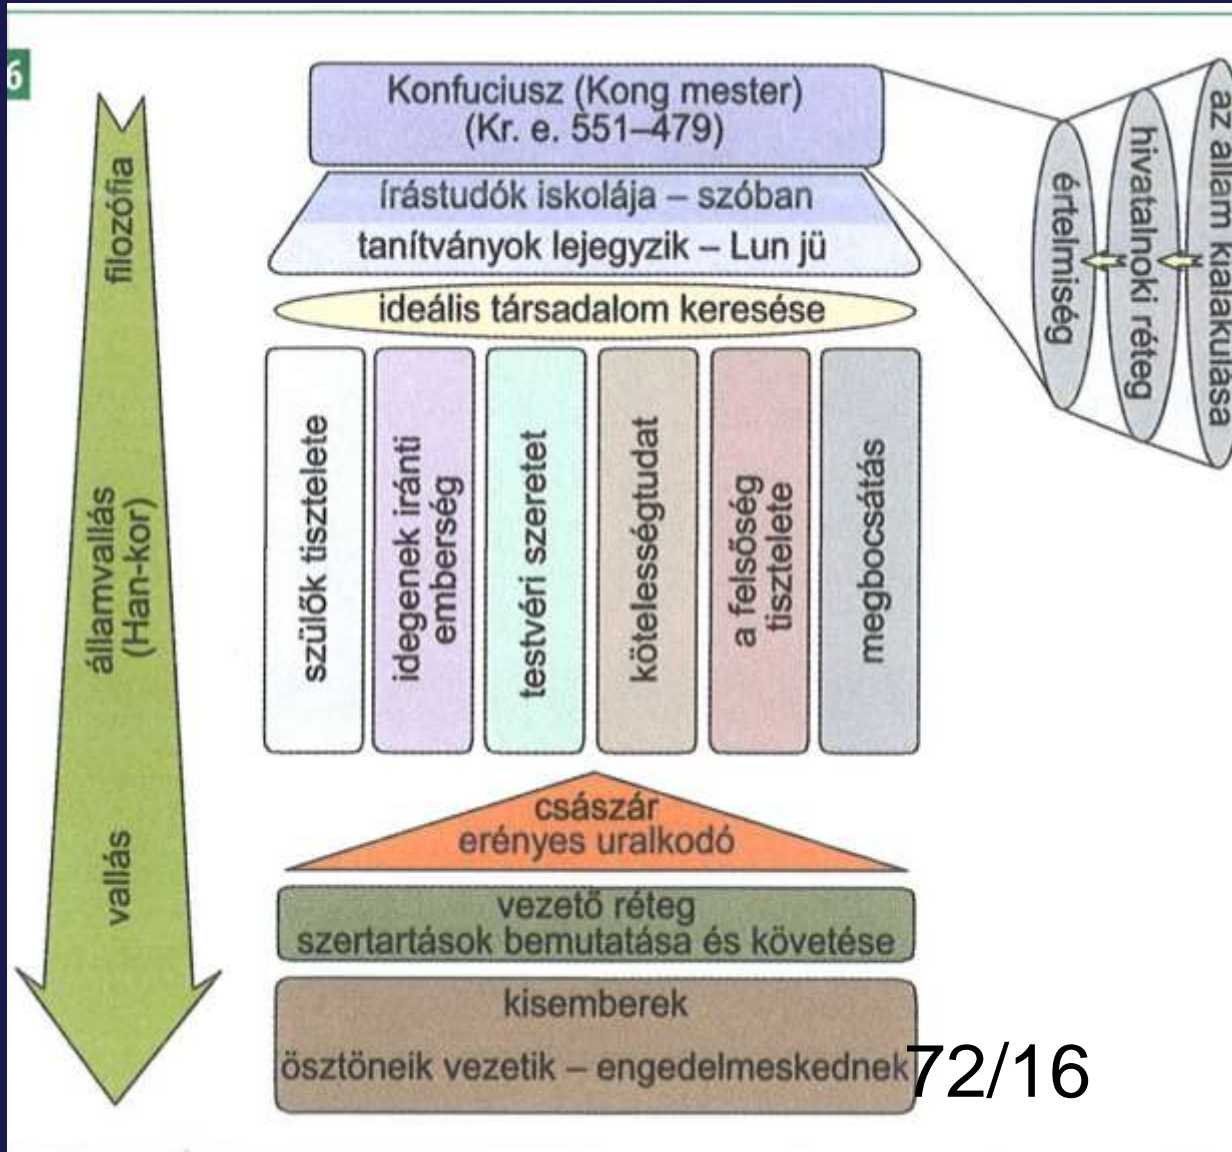 6
Konfuciusz (Kong mester)
(Kr. e. 551–479)
írástudók iskolája – szóban
tanítványok lejegyzik – Lun jü
ideális társadalom keresése
szülők tisztelete
idegenek iránti
emberség
testvéri szeretet
kötelességtudat
a felsőség
tisztelete
megbocsátás
császár
erényes uralkodó
vezető réteg
szertartások bemutatása és követése
kisemberek
ösztöneik vezetik – engedelmeskednek
filozófia
államvallás
(Han-kor)
vallás
értelmiség
hivatalnoki réteg
az állam kialakulása
72/16